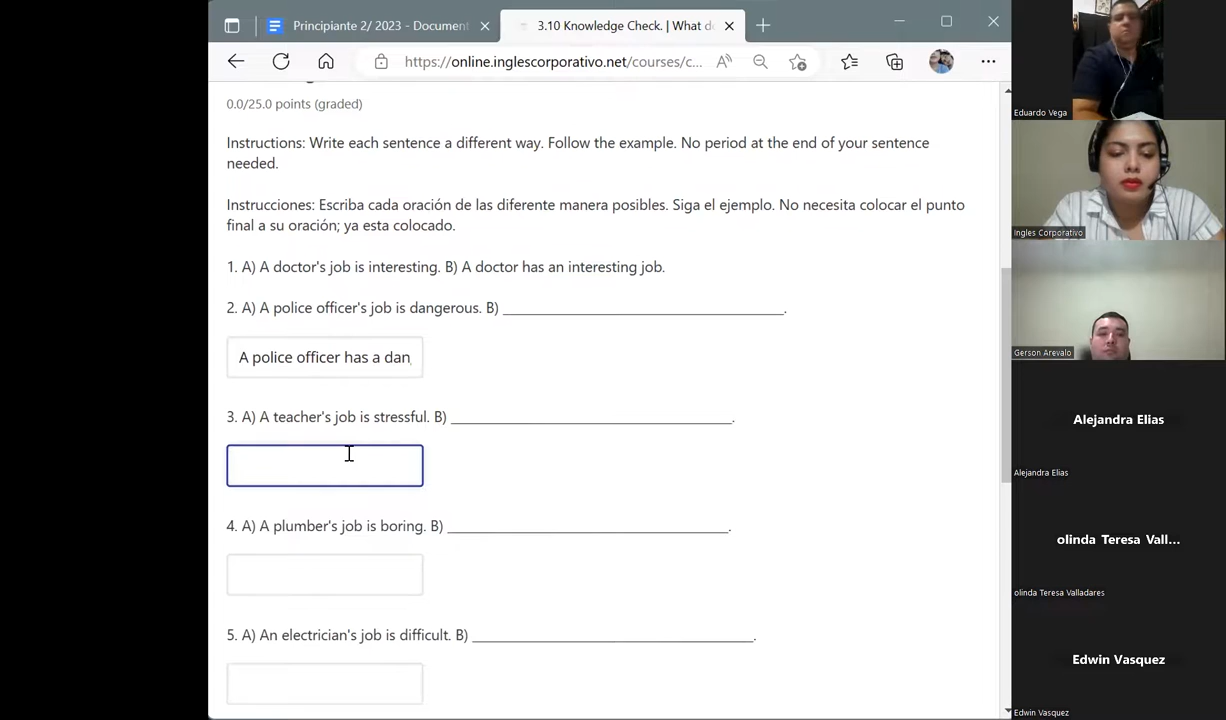 Principiante 2/ 2023 - Document
3.10 Knowledge Check. | What d
https://online.inglescorporativo.net/courses/c...
0.0/25.0 points (graded)
Instructions: Write each sentence a different way. Follow the example. No period at the end of your sentence
needed.
Instrucciones: Escriba cada oración de las diferente manera posibles. Siga el ejemplo. No necesita colocar el punto
final a su oración; ya esta colocado.
1. A) A doctor's job is interesting. B) A doctor has an interesting job.
2. A) A police officer's job is dangerous. B) ______________________________.
A police officer has a dan
3. A) A teacher's job is stressful. B) ______________________________.
4. A) A plumber's job is boring. B) ______________________________.
5. A) An electrician's job is difficult. B) ______________________________.
Eduardo Vega
Ingles Corporativo
Gerson Arevalo
Alejandra Elias
Alejandra Elias
olinda Teresa Vall...
olinda Teresa Valladares
Edwin Vasquez
Edwin Vasquez